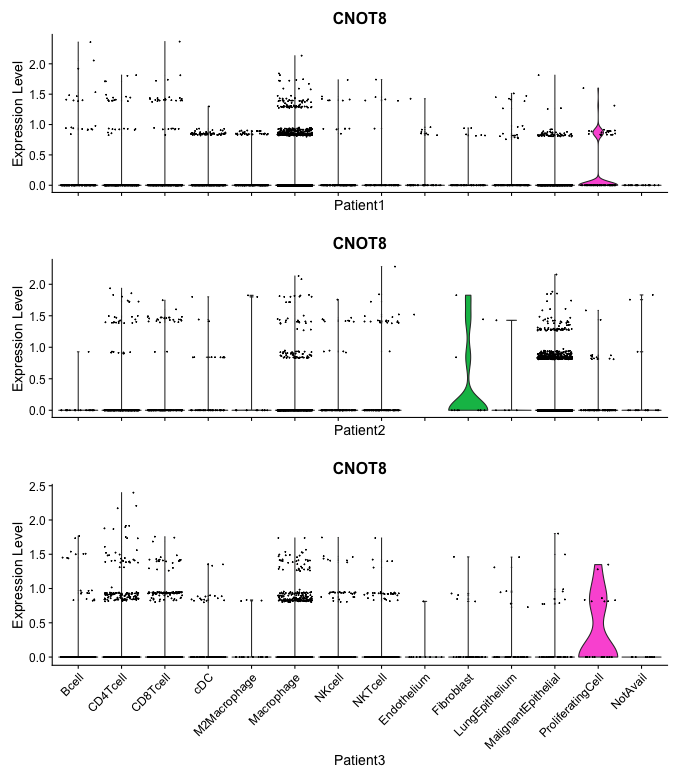 CNOT8
Expression Level
2.0
1.5
1.0
0.5
0.0
Patient1
CNOT8
Expression Level
2.0
1.5
1.0
0.5
0.0
Patient2
CNOT8
Expression Level
2.5
2.0
1.5
1.0
0.5
0.0
Bcell
CD4Tcell
CD8Tcell
cDC
M2Macrophage
Macrophage
NKcell
NKTcell
Endothelium
Fibroblast
LungEpithelium
MalignantEpithelial
ProliferatingCell
NotAvail
Patient3